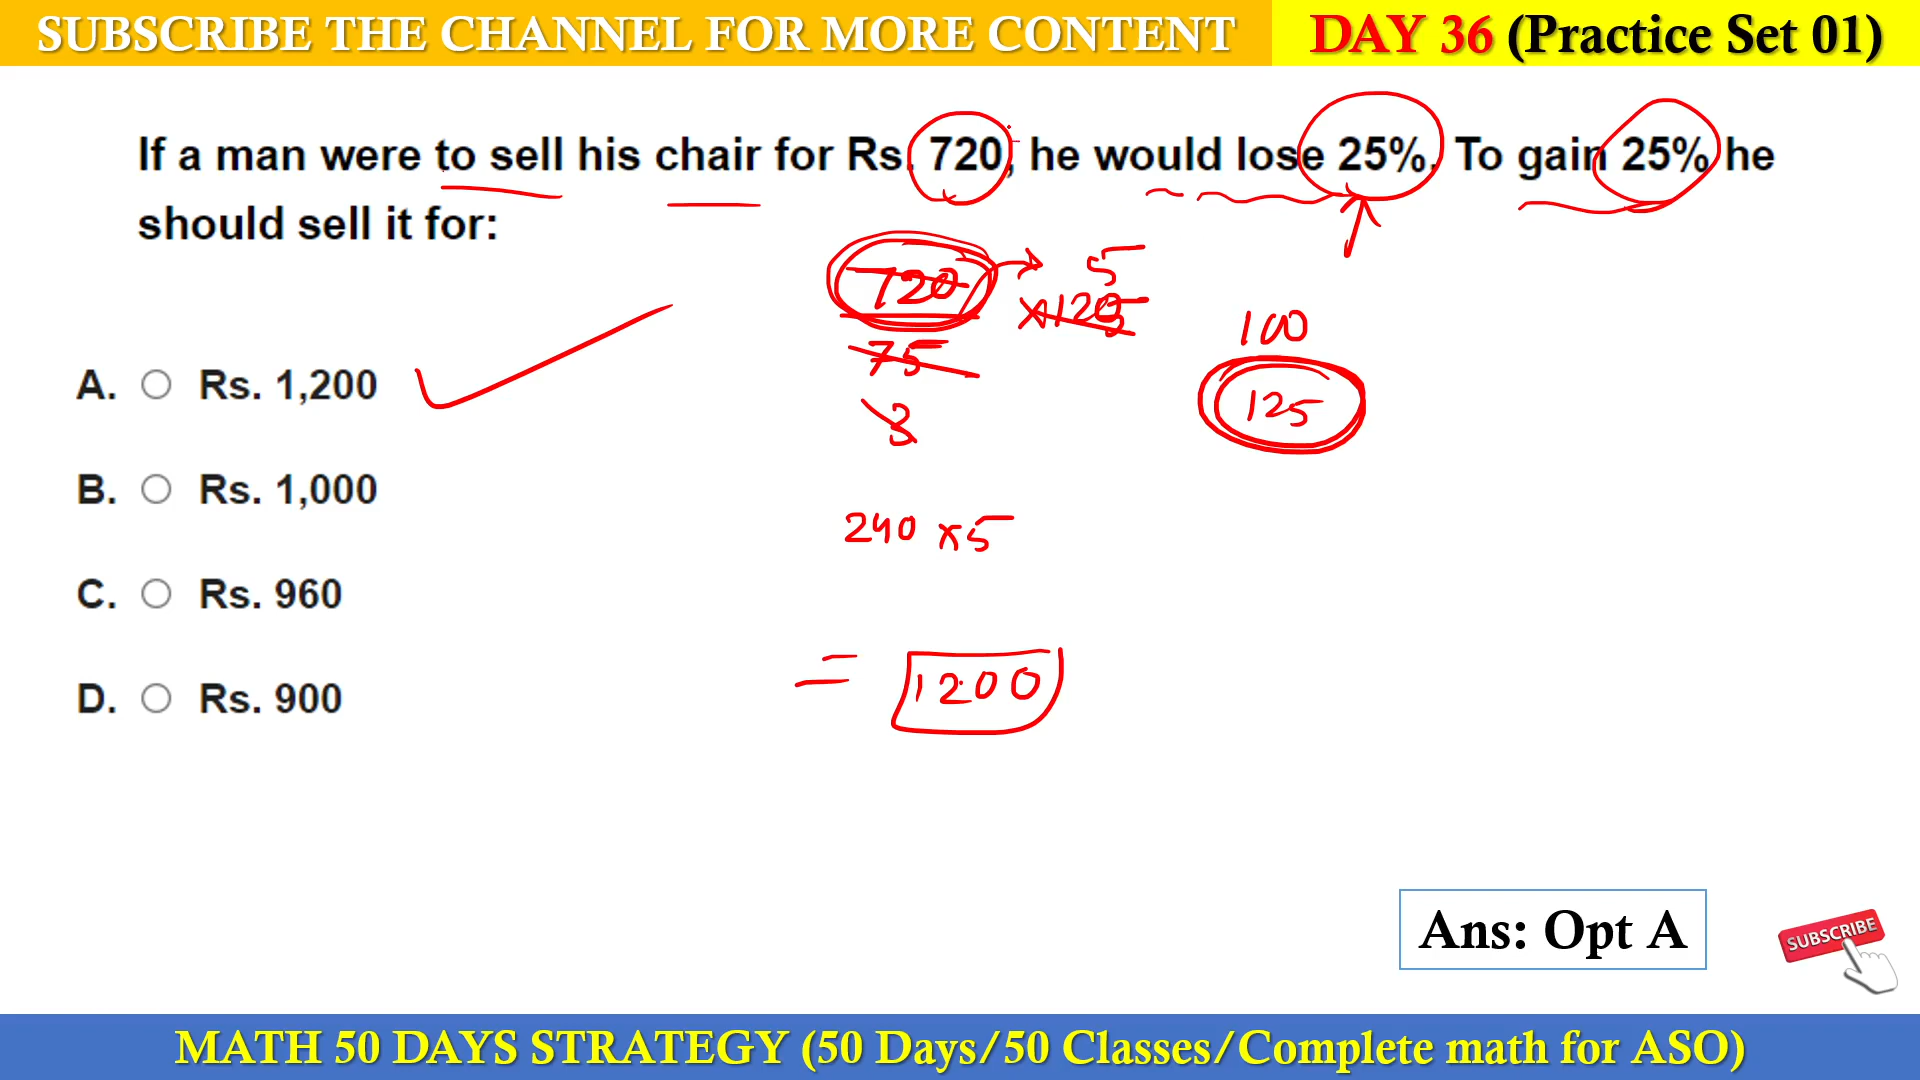 SUBSCRIBE THE CHANNEL FOR MORE CONTENT
DAY 36 (Practice Set 01)
If a man were to sell his chair for Rs. 720, he would lose 25%. To gain 25% he
should sell it for:
A. Rs. 1,200
B. Rs. 1,000
C. Rs. 960
D. Rs. 900
720
75
3
5
×125
100
125
240 ×5
= 1200
Ans: Opt A
SUBSCRIBE
MATH 50 DAYS STRATEGY (50 Days/50 Classes/Complete math for ASO)